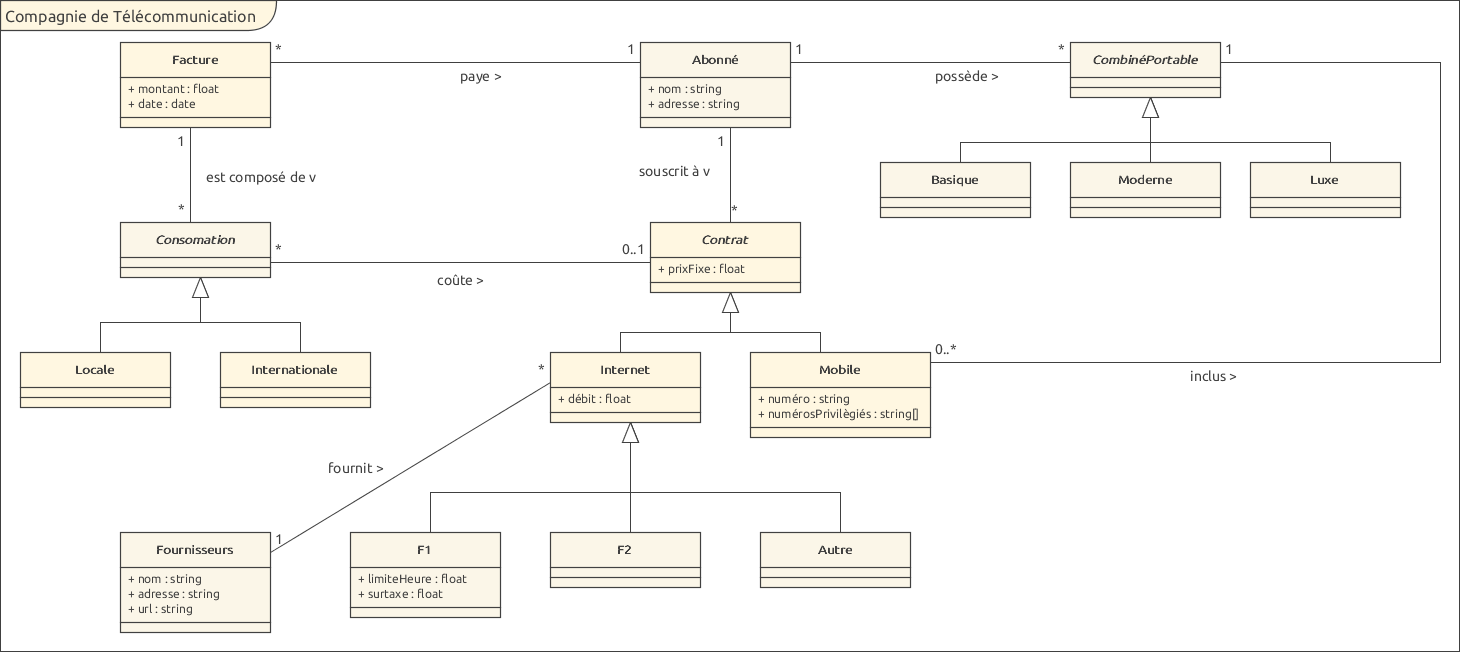 Compagnie de Télécommunication
Facture
+ montant : float
+ date : date
*
1
paye >
Abonné
+ nom : string
+ adresse : string
1
*
possède >
CombinéPortable
1
1
est composé de v
*
1
souscrit à v
*
Basique
Moderne
Luxe
Consomation
*
0..1
coûte >
Contrat
+ prixFixe : float
Locale
Internationale
*
Internet
+ débit : float
Mobile
+ numéro : string
+ numérosPrivilègiés : string[]
0..*
inclus >
fournit >
1
Fournisseurs
+ nom : string
+ adresse : string
+ url : string
F1
+ limiteHeure : float
+ surtaxe : float
F2
Autre